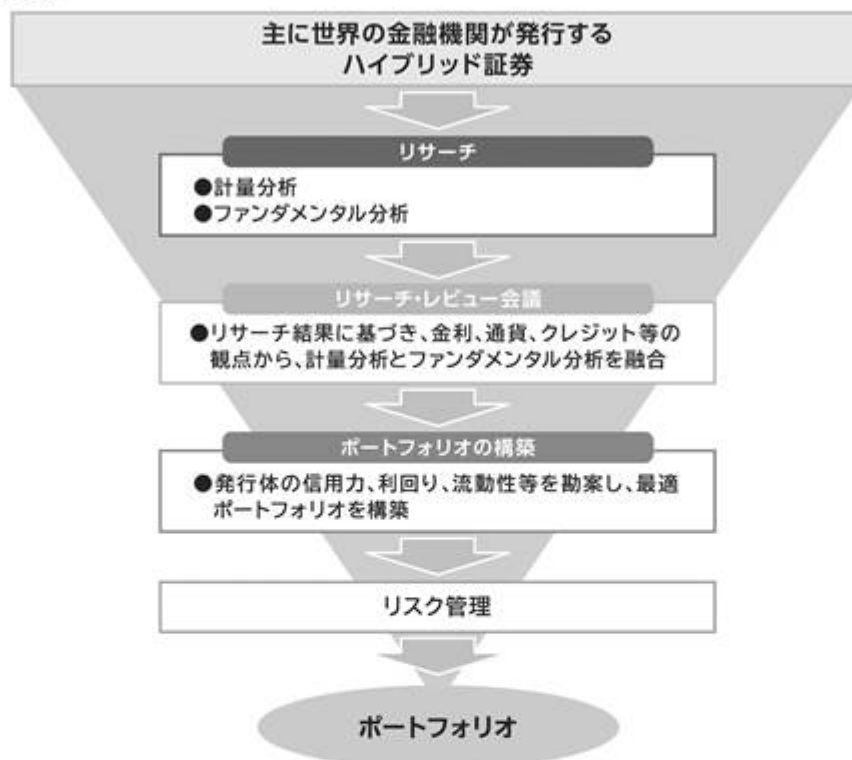 主に世界の金融機関が発行する
ハイブリッド証券
リサーチ
●計量分析
●ファンダメンタル分析
リサーチ・レビュー会議
●リサーチ結果に基づき、金利、通貨、クレジット等の
観点から、計量分析とファンダメンタル分析を融合
ポートフォリオの構築
●発行体の信用力、利回り、流動性等を勘案し、最適
ポートフォリオを構築
リスク管理
ポートフォリオ